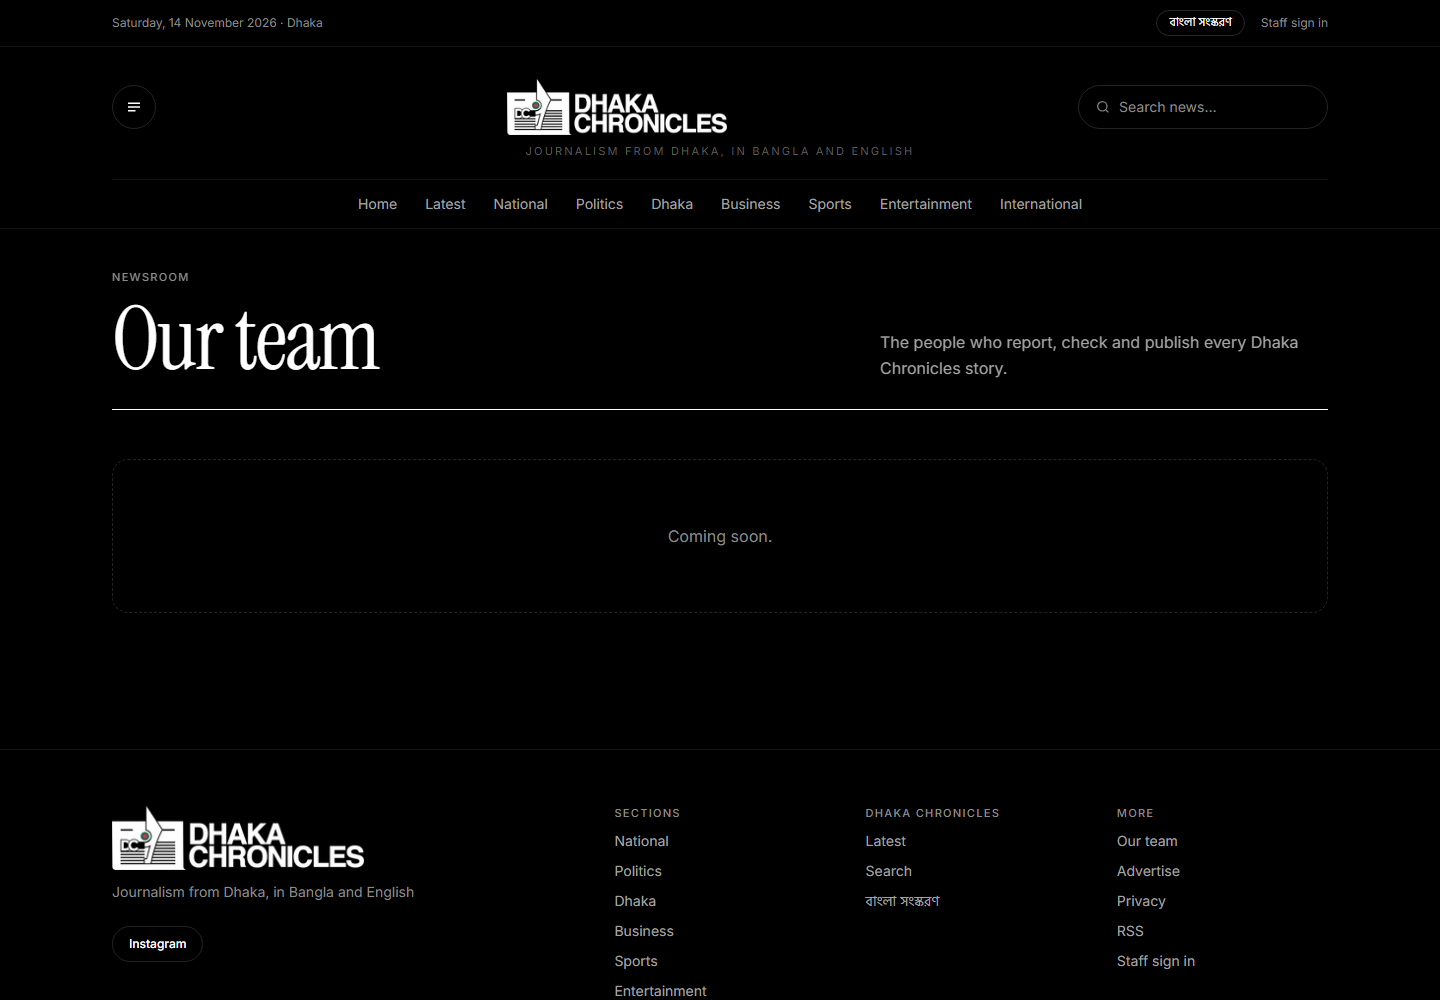 Saturday, 14 November 2026 · Dhaka
বাংলা সংস্করণ
Staff sign in
DC
DHAKA
CHRONICLES
Search news...
JOURNALISM FROM DHAKA, IN BANGLA AND ENGLISH
Home Latest National Politics Dhaka Business Sports Entertainment International
NEWSROOM
Our team
The people who report, check and publish every Dhaka
Chronicles story.
Coming soon.
DC
DHAKA
CHRONICLES
Journalism from Dhaka, in Bangla and English
Instagram
SECTIONS
National
Politics
Dhaka
Business
Sports
Entertainment
DHAKA CHRONICLES
Latest
Search
বাংলা সংস্করণ
MORE
Our team
Advertise
Privacy
RSS
Staff sign in